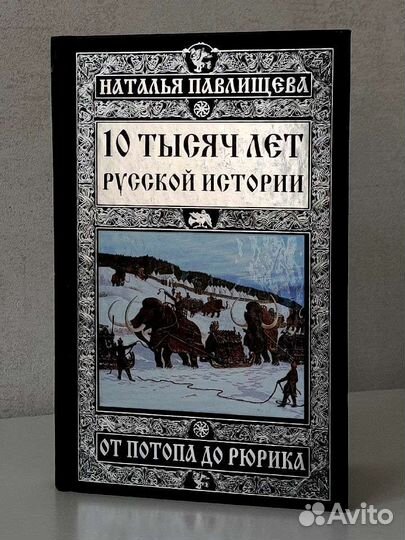 НАТАЛЬЯ ПАВЛИЩЕВА
10 ТЫСЯЧ ЛЕТ
РУССКОЙ ИСТОРИИ
ОТ ПОТОПА ДО РЮРИКА
Avito